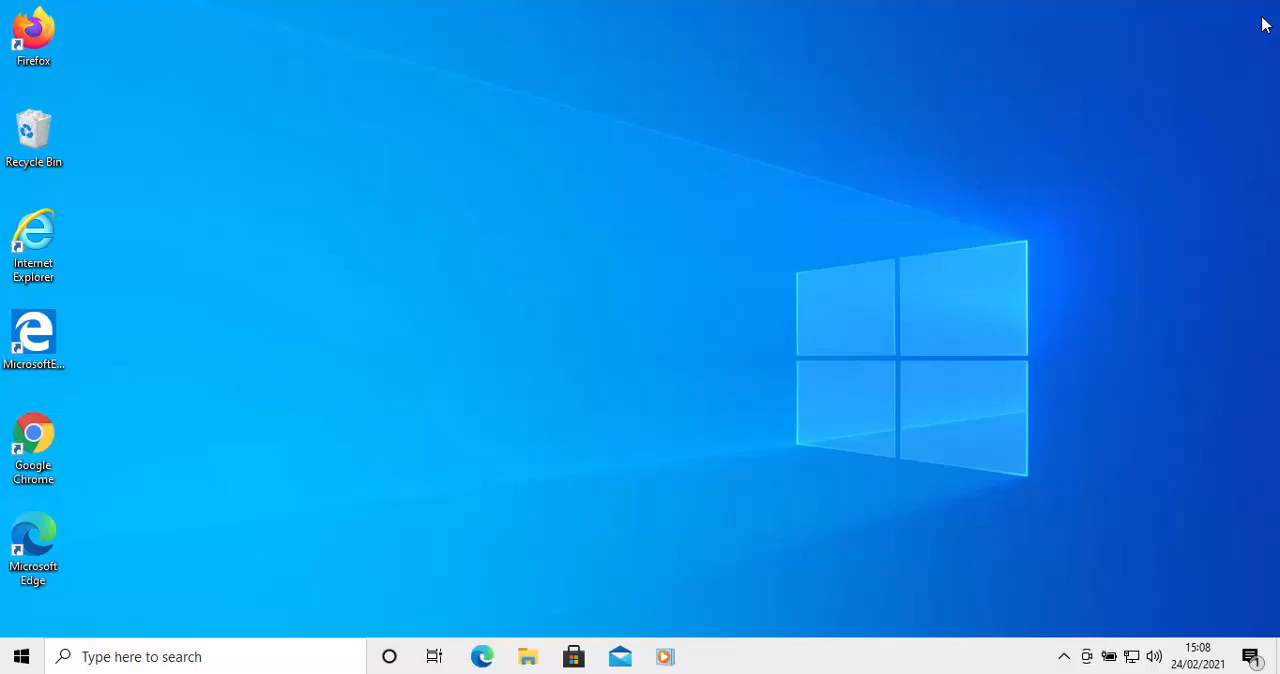 Firefox
Recycle Bin
Internet
Explorer
MicrosoftE...
Google
Chrome
Microsoft
Edge
Type here to search
15:08
24/02/2021
1